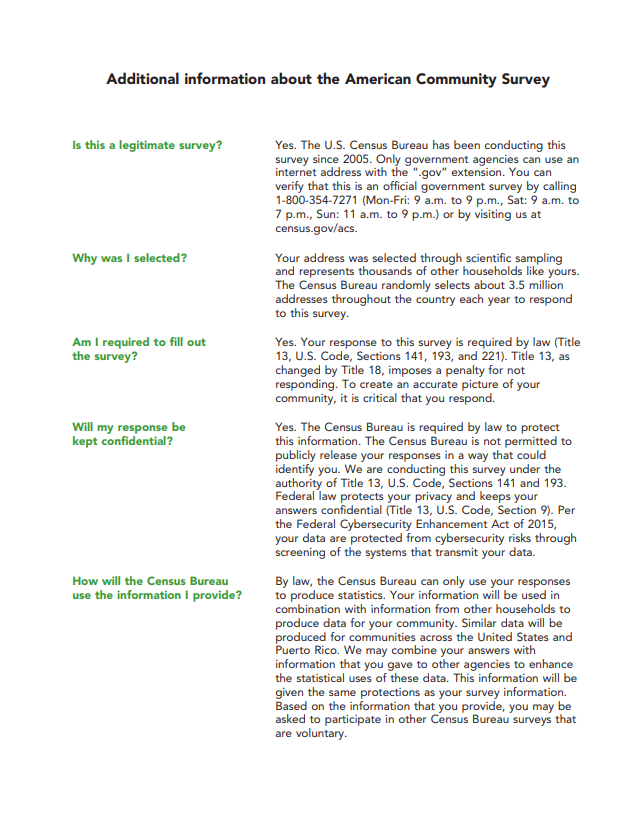 Additional information about the American Community Survey
Is this a legitimate survey?
Yes. The U.S. Census Bureau has been conducting this
survey since 2005. Only government agencies can use an
internet address with the “.gov” extension. You can
verify that this is an official government survey by calling
1-800-354-7271 (Mon-Fri: 9 a.m. to 9 p.m., Sat: 9 a.m. to
7 p.m., Sun: 11 a.m. to 9 p.m.) or by visiting us at
census.gov/acs.
Why was I selected?
Your address was selected through scientific sampling
and represents thousands of other households like yours.
The Census Bureau randomly selects about 3.5 million
addresses throughout the country each year to respond
to this survey.
Am I required to fill out
the survey?
Yes. Your response to this survey is required by law (Title
13, U.S. Code, Sections 141, 193, and 221). Title 13, as
changed by Title 18, imposes a penalty for not
responding. To create an accurate picture of your
community, it is critical that you respond.
Will my response be
kept confidential?
Yes. The Census Bureau is required by law to protect
this information. The Census Bureau is not permitted to
publicly release your responses in a way that could
identify you. We are conducting this survey under the
authority of Title 13, U.S. Code, Sections 141 and 193.
Federal law protects your privacy and keeps your
answers confidential (Title 13, U.S. Code, Section 9). Per
the Federal Cybersecurity Enhancement Act of 2015,
your data are protected from cybersecurity risks through
screening of the systems that transmit your data.
How will the Census Bureau
use the information I provide?
By law, the Census Bureau can only use your responses
to produce statistics. Your information will be used in
combination with information from other households to
produce data for your community. Similar data will be
produced for communities across the United States and
Puerto Rico. We may combine your answers with
information that you gave to other agencies to enhance
the statistical uses of these data. This information will be
given the same protections as your survey information.
Based on the information that you provide, you may be
asked to participate in other Census Bureau surveys that
are voluntary.